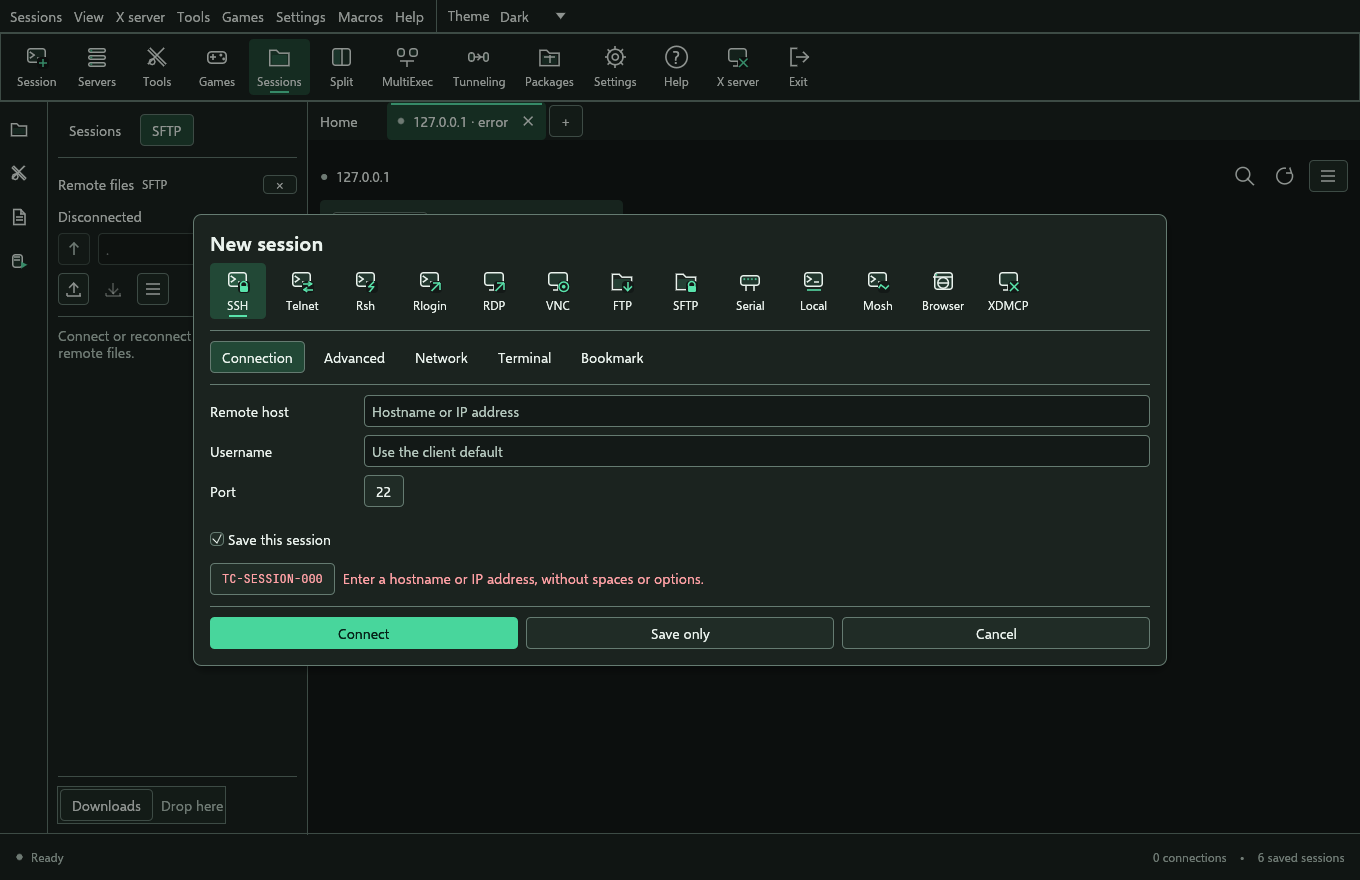 Sessions View X server Tools Games Settings Macros Help Theme Dark
Session Servers Tools Games Sessions Split MultiExec Tunneling Packages Settings Help X server Exit
Sessions SFTP
Home 127.0.0.1 · error × +
Remote files SFTP ×
127.0.0.1
Disconnected
.
Connect or reconnect
remote files.
New session
SSH Telnet Rsh Rlogin RDP VNC FTP SFTP Serial Local Mosh Browser XDMCP
Connection Advanced Network Terminal Bookmark
Remote host Hostname or IP address
Username Use the client default
Port 22
Save this session
TC-SESSION-000 Enter a hostname or IP address, without spaces or options.
Connect Save only Cancel
Downloads Drop here
Ready 0 connections • 6 saved sessions